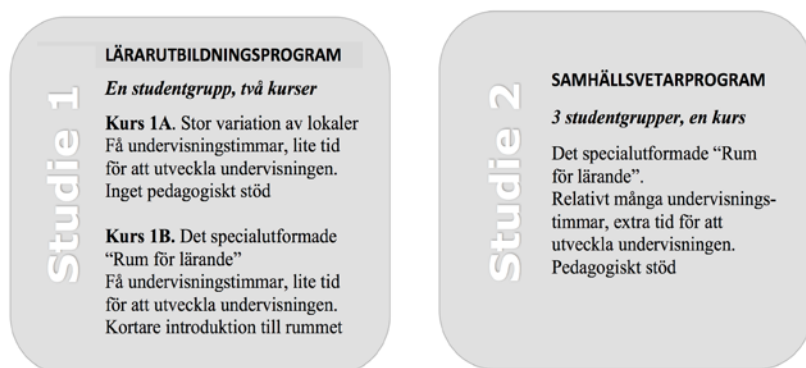 Studie 1
LÄRARUTBILDNINGSPROGRAM
En studentgrupp, två kurser
Kurs 1A. Stor variation av lokaler
Få undervisningstimmar, lite tid
för att utveckla undervisningen.
Inget pedagogiskt stöd
Kurs 1B. Det specialutformade
“Rum för lärande”
Få undervisningstimmar, lite tid
för att utveckla undervisningen.
Kortare introduktion till rummet
Studie 2
SAMHÄLLSVETARPROGRAM
3 studentgrupper, en kurs
Det specialutformade “Rum
för lärande”.
Relativt många undervisnings-
timmar, extra tid för att
utveckla undervisningen.
Pedagogiskt stöd